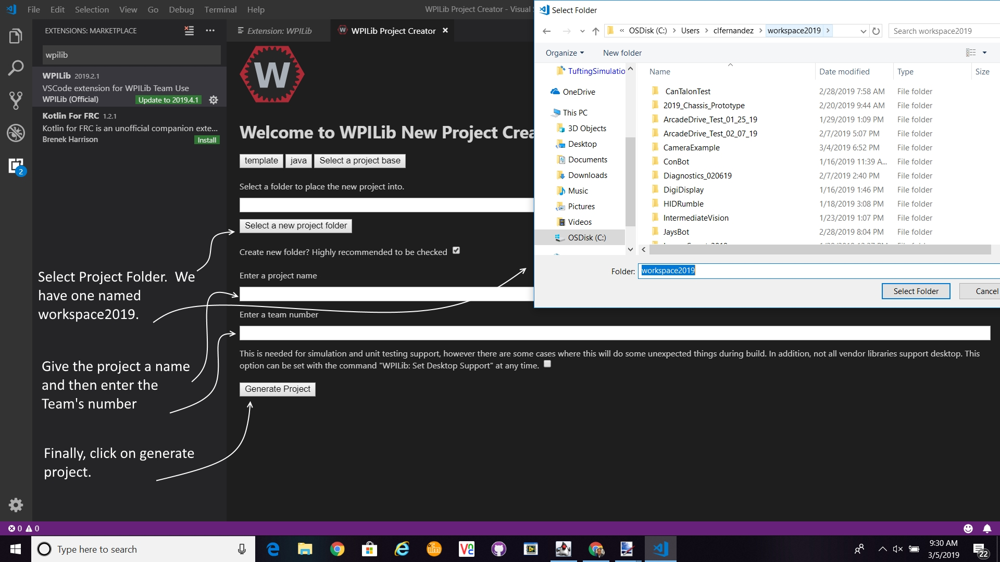 File Edit Selection View Go Debug Terminal Help
WPILib Project Creator - Visual
EXTENSIONS: MARKETPLACE
wpilib
WPILib 2019.2.1
VSCode extension for WPILib Team Use
WPILib (Official) Update to 2019.4.1
Kotlin For FRC 1.2.1
Kotlin for FRC is an unofficial companion exte...
Brenek Harrison Install
2
Extension: WPILib
WPILib Project Creator
W
Welcome to WPILib New Project Crea
template java Select a project base
Select a folder to place the new project into.
Select a new project folder
Create new folder? Highly recommended to be checked
Enter a project name
Enter a team number
This is needed for simulation and unit testing support, however there are some cases where this will do some unexpected things during build. In addition, not all vendor libraries support desktop. This
option can be set with the command "WPILib: Set Desktop Support" at any time.
Generate Project
Select Project Folder. We
have one named
workspace2019.
Give the project a name
and then enter the
Team's number
Finally, click on generate
project.
Select Folder
« OSDisk (C:) > Users > clfernandez > workspace2019 >
Search workspace2019
Organize New folder
TuftingSimulatio
OneDrive
This PC
3D Objects
Desktop
Documents
Downloads
Music
Pictures
Videos
OSDisk (C:)
Name Date modified Type Size
CanTalonTest 2/28/2019 7:58 AM File folder
2019_Chassis_Prototype 2/20/2019 9:44 AM File folder
ArcadeDrive_Test_01_25_19 1/29/2019 1:09 PM File folder
ArcadeDrive_Test_02_07_19 2/7/2019 5:07 PM File folder
CameraExample 3/4/2019 6:52 PM File folder
ConBot 1/16/2019 11:39 A... File folder
Diagnostics_020619 2/7/2019 2:40 PM File folder
DigiDisplay 1/16/2019 1:46 PM File folder
HIDRumble 1/18/2019 3:08 PM File folder
IntermediateVision 1/23/2019 1:07 PM File folder
JaysBot 2/28/2019 8:04 PM File folder
Folder: workspace2019
Select Folder Cancel
0 0
Type here to search
9:30 AM
3/5/2019
22